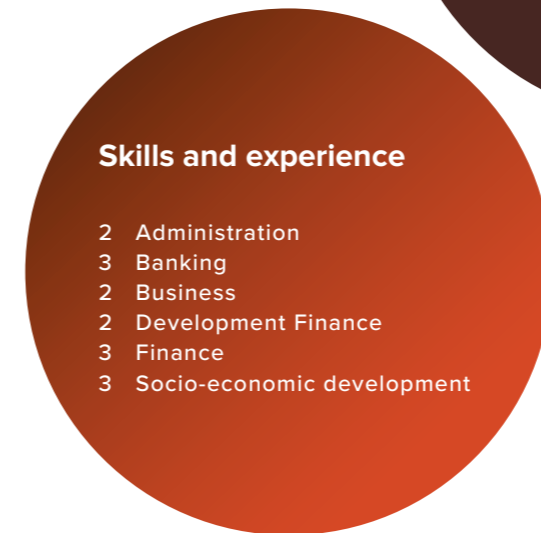 Skills and experience
2 Administration
3 Banking
2 Business
2 Development Finance
3 Finance
3 Socio-economic development